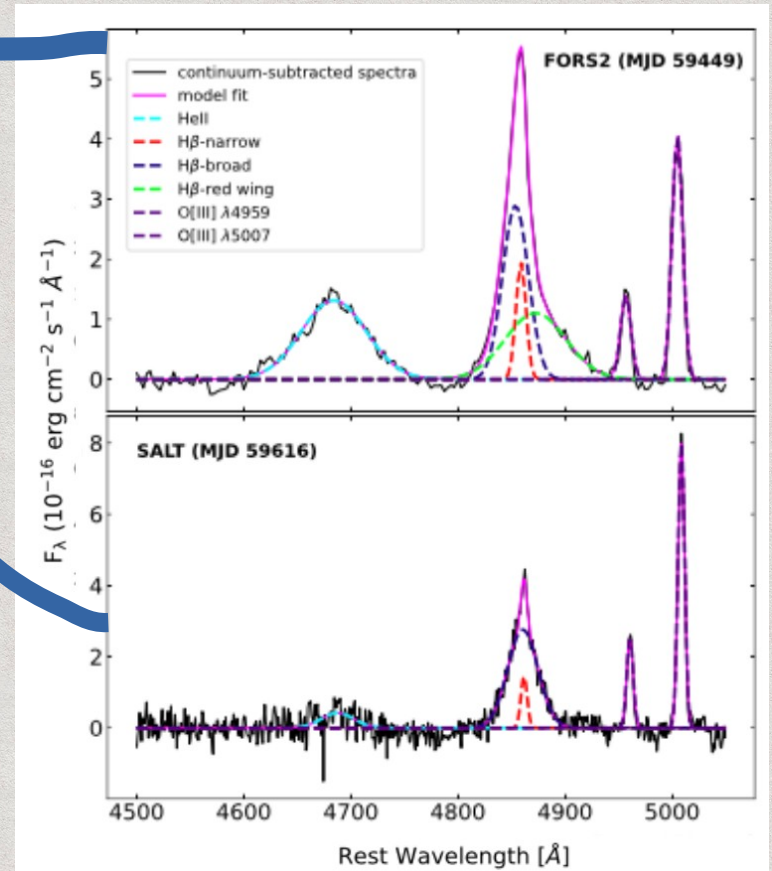 FORS2 (MJD 59449)
continuum-subtracted spectra
model fit
HeII
Hβ-narrow
Hβ-broad
Hβ-red wing
O[III] λ4959
O[III] λ5007
5
4
3
2
1
0
F_λ (10⁻¹⁶ erg cm⁻² s⁻¹ Å⁻¹)
SALT (MJD 59616)
8
6
4
2
0
4500 4600 4700 4800 4900 5000
Rest Wavelength [Å]